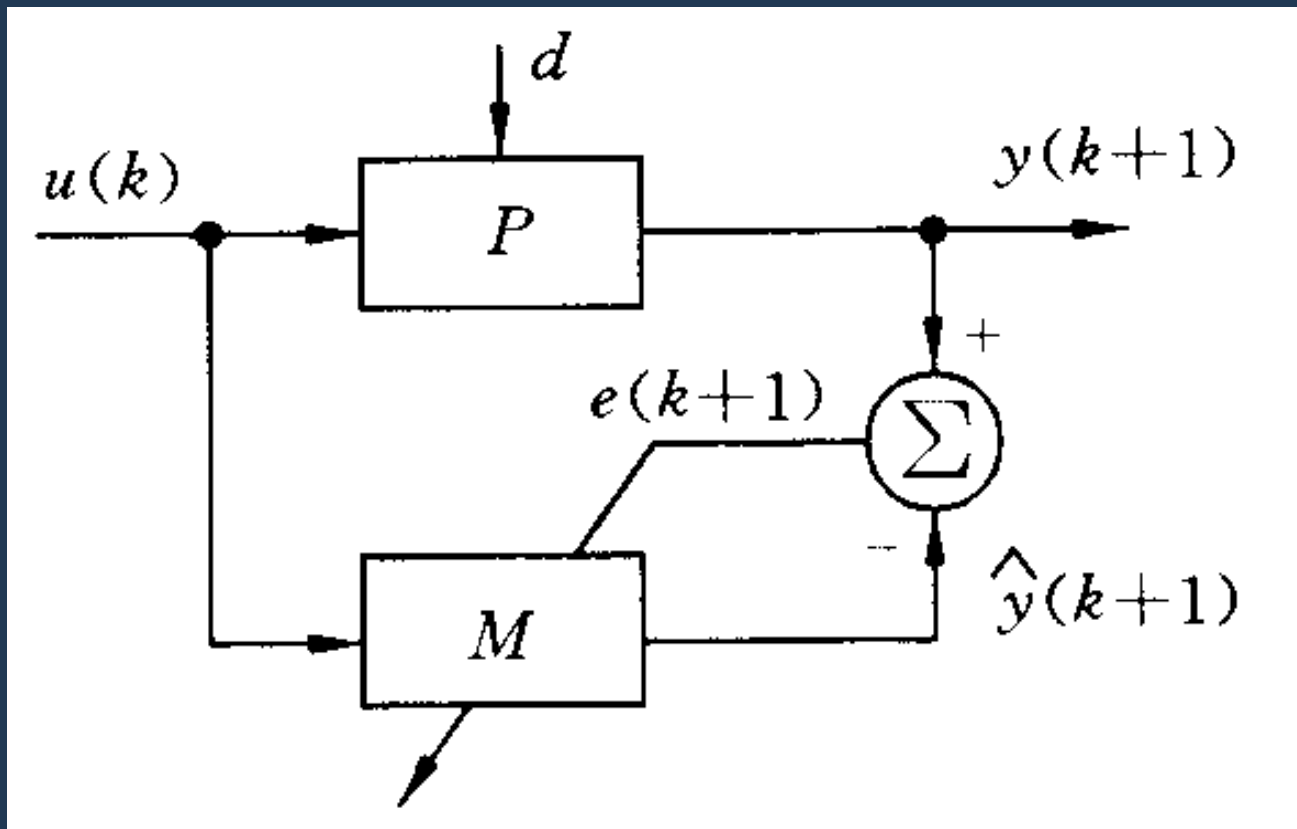 d
u(k)
P
y(k+1)
+
e(k+1)
Σ
-
M
ŷ(k+1)